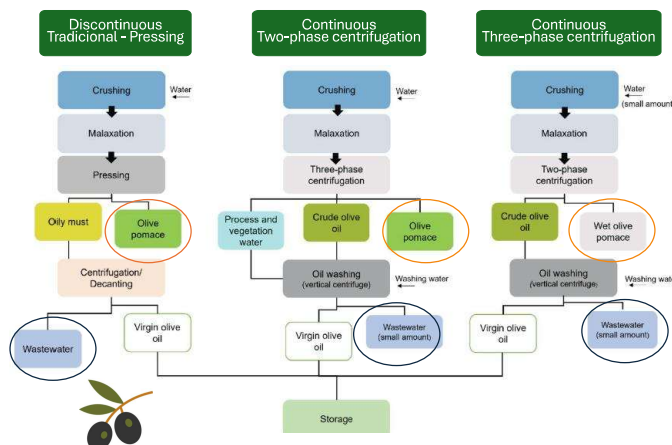 Discontinuous
Tradicional - Pressing
Crushing
Water
Malaxation
Pressing
Oily must
Olive
pomace
Centrifugation/
Decanting
Wastewater
Virgin olive
oil
Continuous
Two-phase centrifugation
Crushing
Water
Malaxation
Three-phase
centrifugation
Process and
vegetation
water
Crude olive
oil
Olive
pomace
Oil washing
(vertical centrifuge)
Washing water
Virgin olive
oil
Wastewater
(small amount)
Continuous
Three-phase centrifugation
Crushing
Water
(small amount)
Malaxation
Two-phase
centrifugation
Crude olive
oil
Wet olive
pomace
Oil washing
(vertical centrifuge)
Washing wate
Virgin olive
oil
Wastewater
(small amount)
Storage